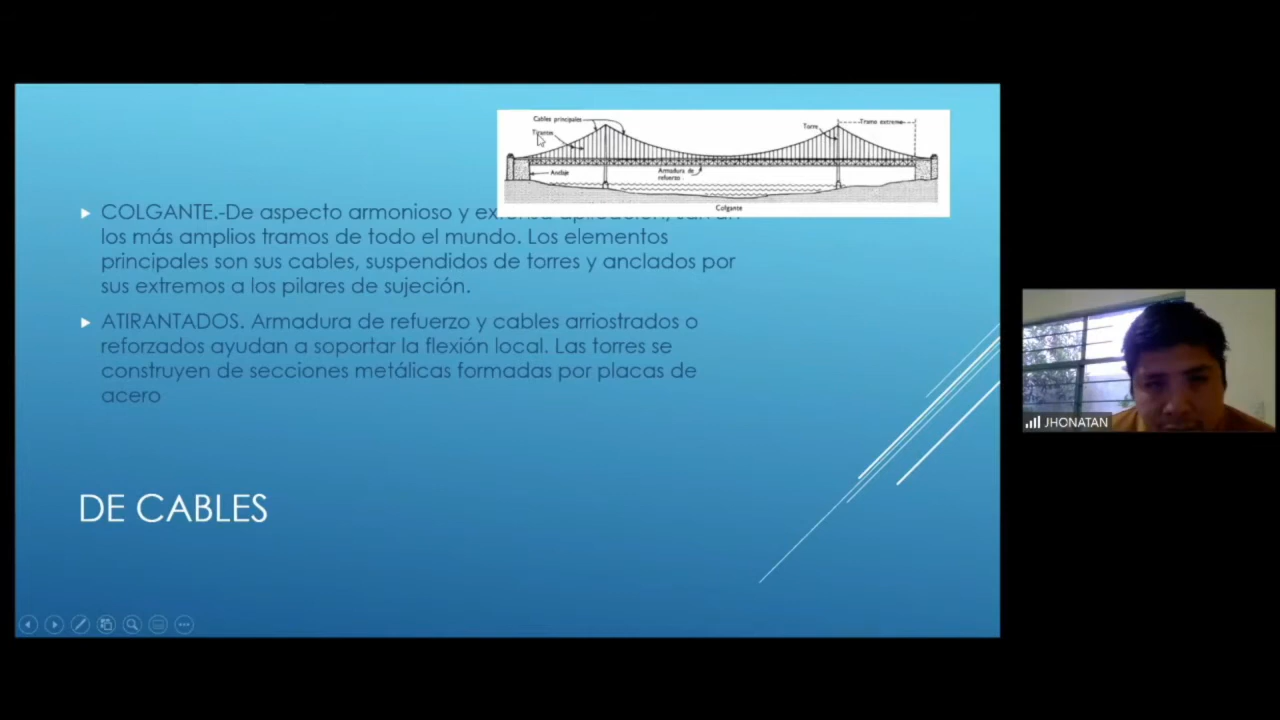 Cables principales
Tirantes
Torre
Tramo extremo
Anclaje
Armadura de
refuerzo
Colgante
COLGANTE.-De aspecto armonioso y
los más amplios tramos de todo el mundo. Los elementos
principales son sus cables, suspendidos de torres y anclados por
sus extremos a los pilares de sujeción.
ATIRANTADOS. Armadura de refuerzo y cables arriostrados o
reforzados ayudan a soportar la flexión local. Las torres se
construyen de secciones metálicas formadas por placas de
acero
DE CABLES
JHONATAN